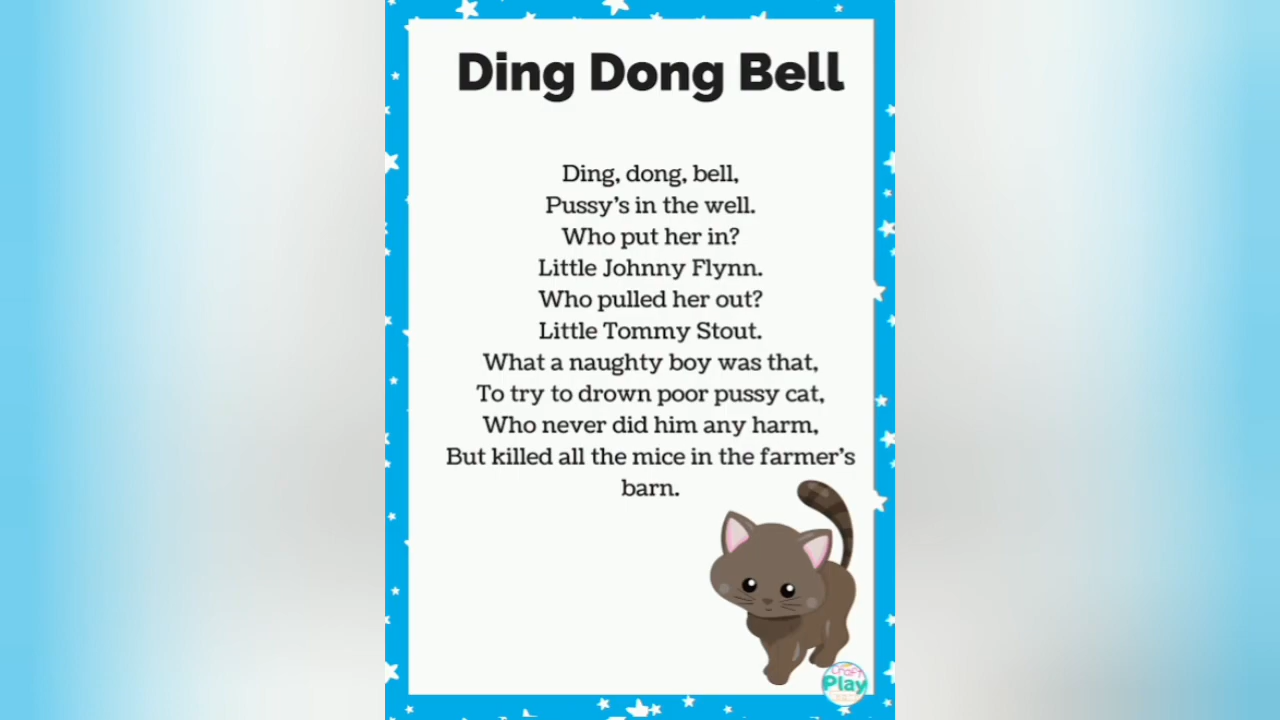 Ding Dong Bell
Ding, dong, bell,
Pussy’s in the well.
Who put her in?
Little Johnny Flynn.
Who pulled her out?
Little Tommy Stout.
What a naughty boy was that,
To try to drown poor pussy cat,
Who never did him any harm,
But killed all the mice in the farmer’s
barn.
Craft
Play